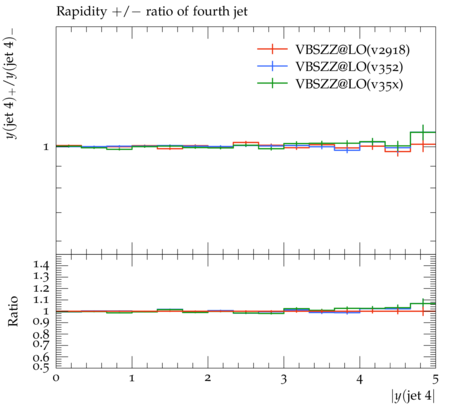 Rapidity +/− ratio of fourth jet
VBSZZ@LO(v2918)
VBSZZ@LO(v352)
VBSZZ@LO(v35x)
y(jet 4)₊/y(jet 4)₋
1
1.4
1.3
1.2
1.1
1
0.9
0.8
0.7
0.6
0.5
Ratio
0 1 2 3 4 5
|y(jet 4|